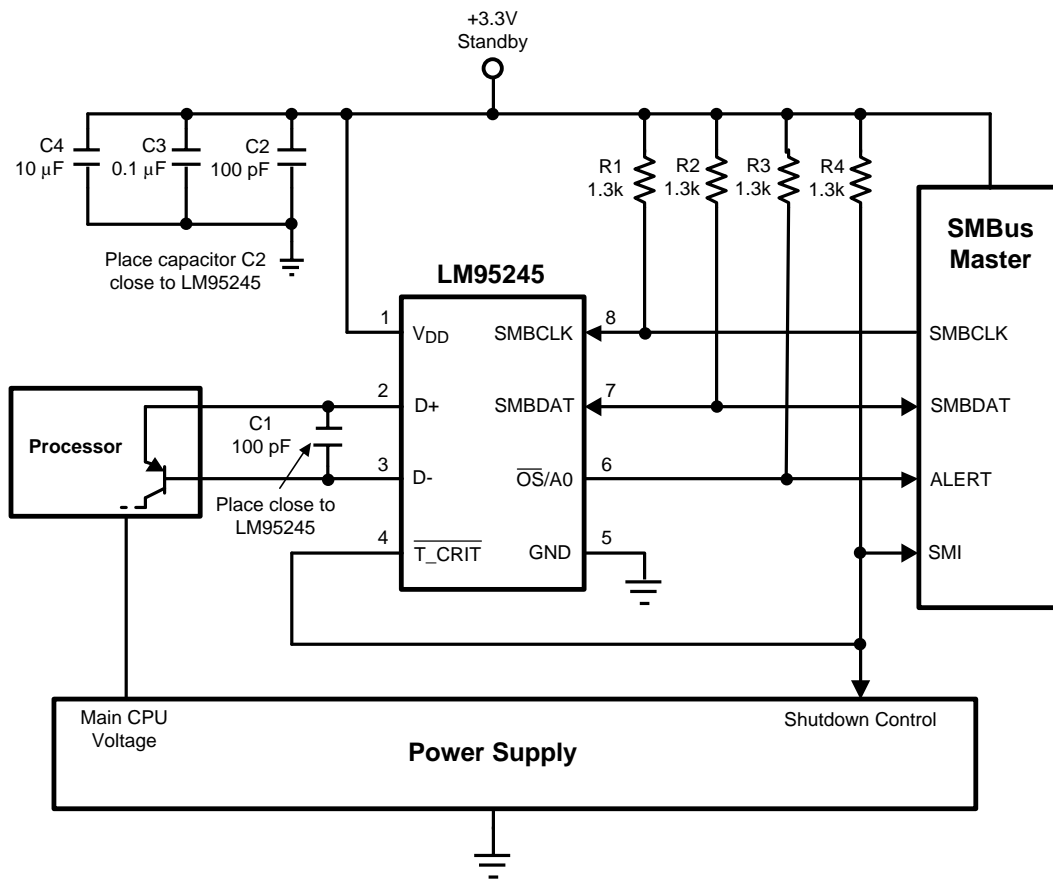 +3.3V
Standby
C4
10 μF
C3
0.1 μF
C2
100 pF
R1
1.3k
R2
1.3k
R3
1.3k
R4
1.3k
Place capacitor C2
close to LM95245
LM95245
SMBus
Master
1
VDD
SMBCLK
8
SMBCLK
2
D+
SMBDAT
7
SMBDAT
Processor
C1
100 pF
3
D-
OS/A0
6
ALERT
Place close to
LM95245
4
T_CRIT
GND
5
SMI
Main CPU
Voltage
Shutdown Control
Power Supply